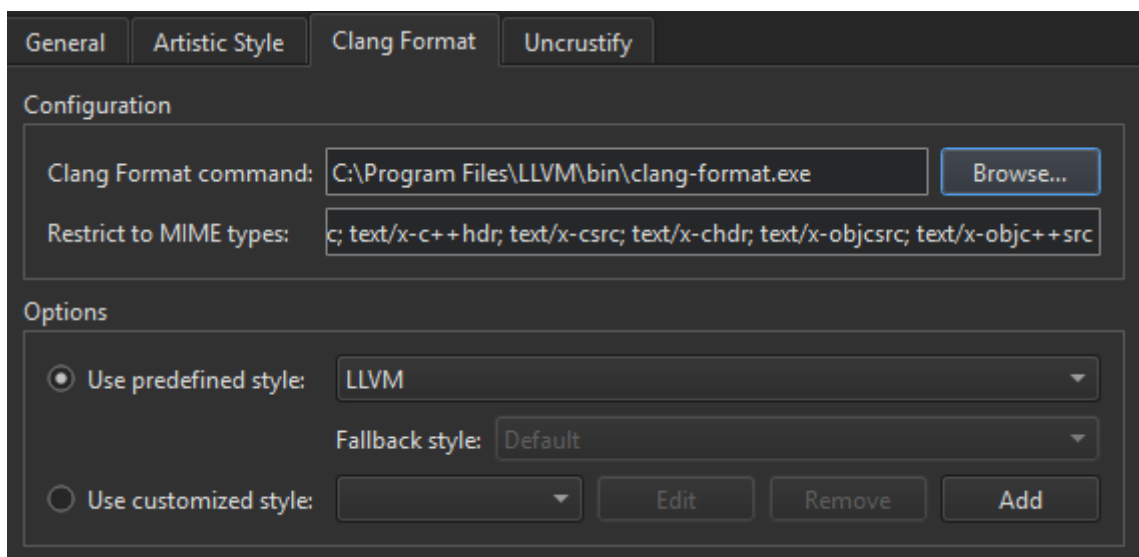 General Artistic Style Clang Format Uncrustify
Configuration
Clang Format command: C:\Program Files\LLVM\bin\clang-format.exe Browse...
Restrict to MIME types: c; text/x-c++hdr; text/x-csrc; text/x-chdr; text/x-objcsrc; text/x-objc++src
Options
Use predefined style: LLVM
Fallback style: Default
Use customized style: Edit Remove Add